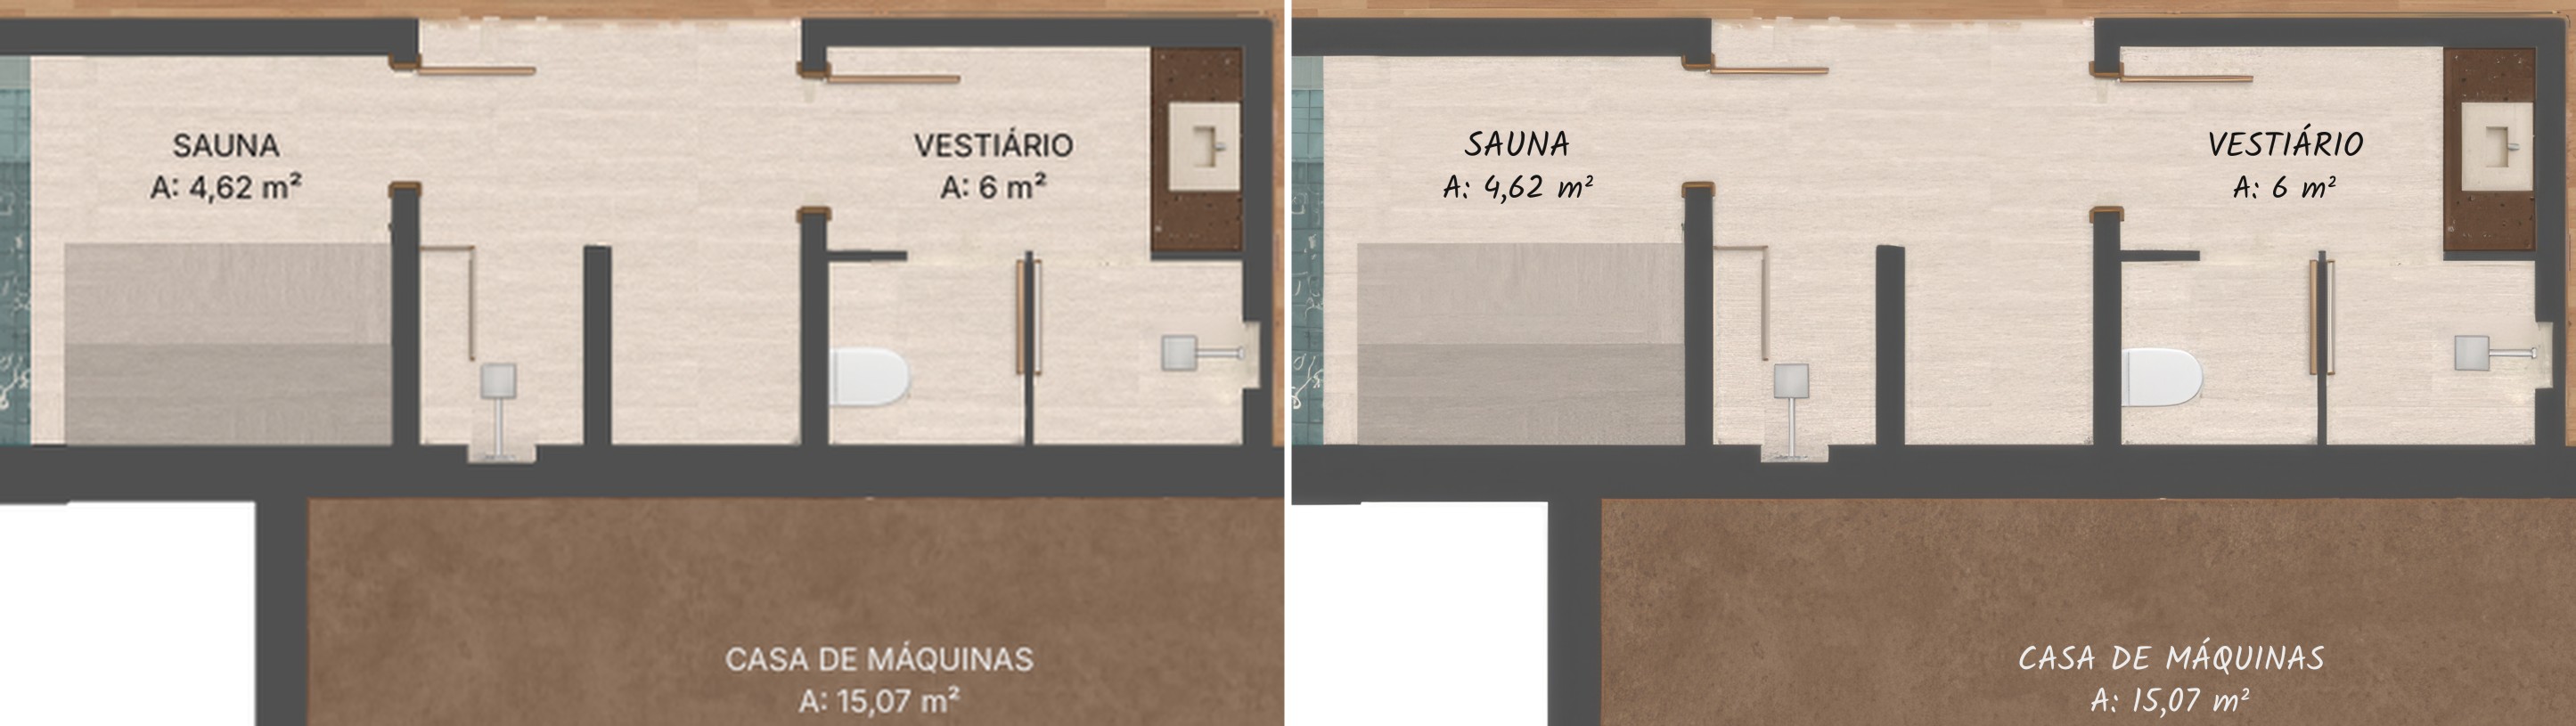 SAUNA
A: 4,62 m²
VESTIÁRIO
A: 6 m²
CASA DE MÁQUINAS
A: 15,07 m²
SAUNA
A: 4,62 m²
VESTIÁRIO
A: 6 m²
CASA DE MÁQUINAS
A: 15,07 m²